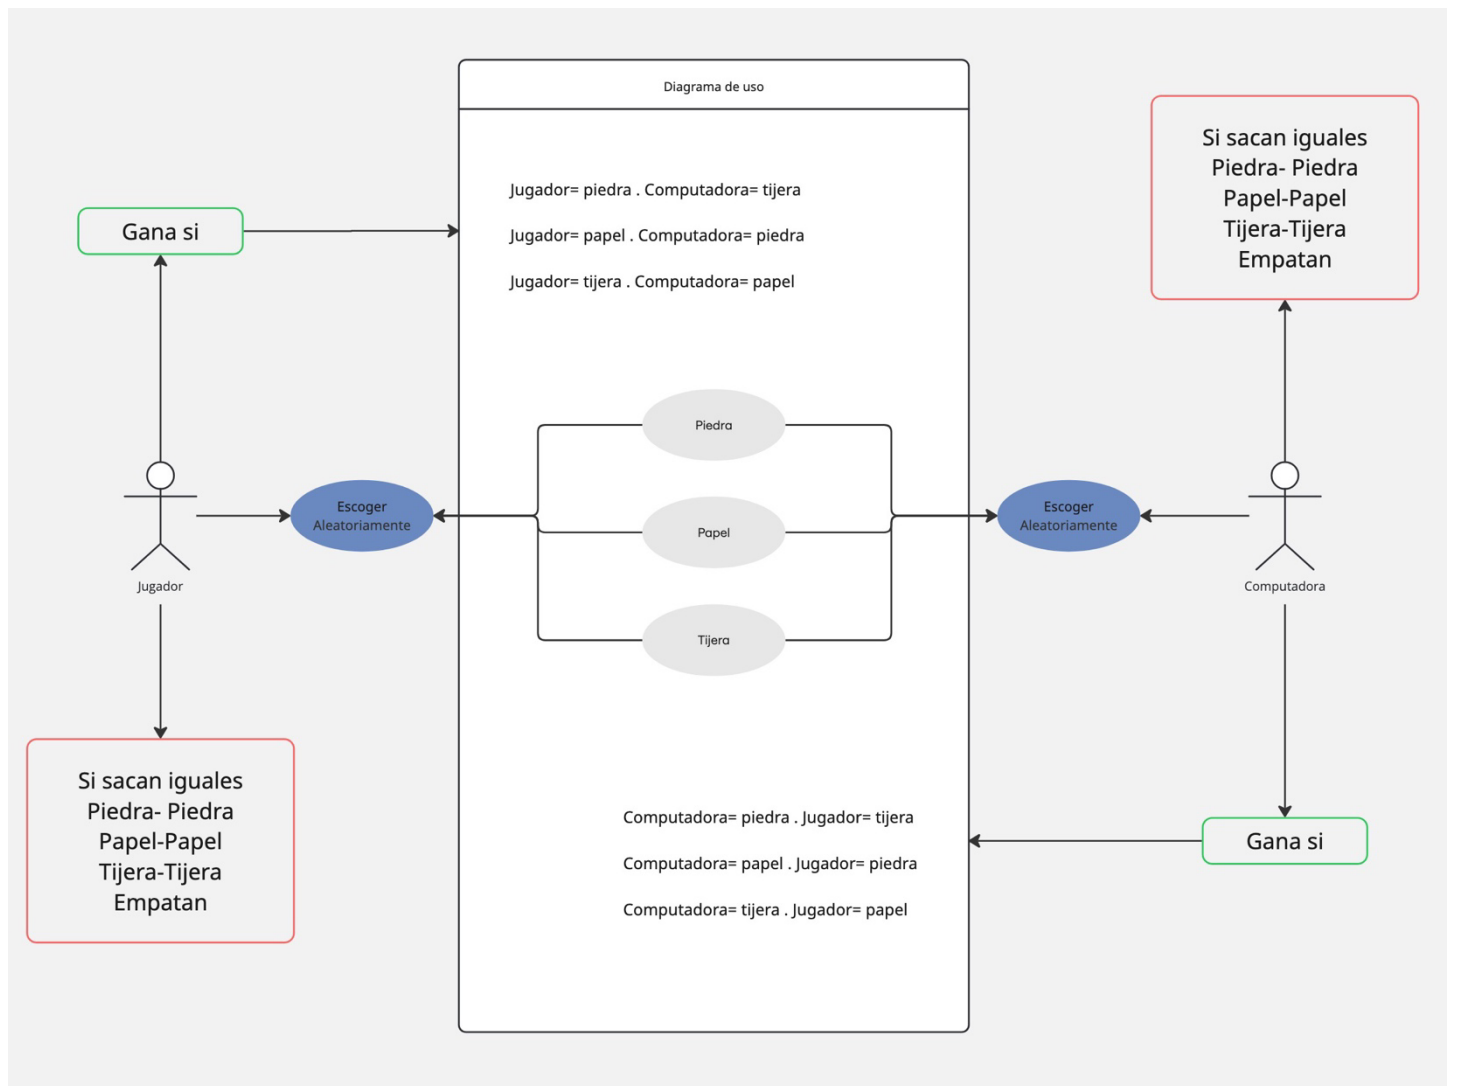 Diagrama de uso
Si sacan iguales
Piedra- Piedra
Papel-Papel
Tijera-Tijera
Empatan
Gana si
Jugador= piedra . Computadora= tijera
Jugador= papel . Computadora= piedra
Jugador= tijera . Computadora= papel
Piedra
Escoger
Aleatoriamente
Papel
Escoger
Aleatoriamente
Jugador
Computadora
Tijera
Si sacan iguales
Piedra- Piedra
Papel-Papel
Tijera-Tijera
Empatan
Computadora= piedra . Jugador= tijera
Computadora= papel . Jugador= piedra
Computadora= tijera . Jugador= papel
Gana si